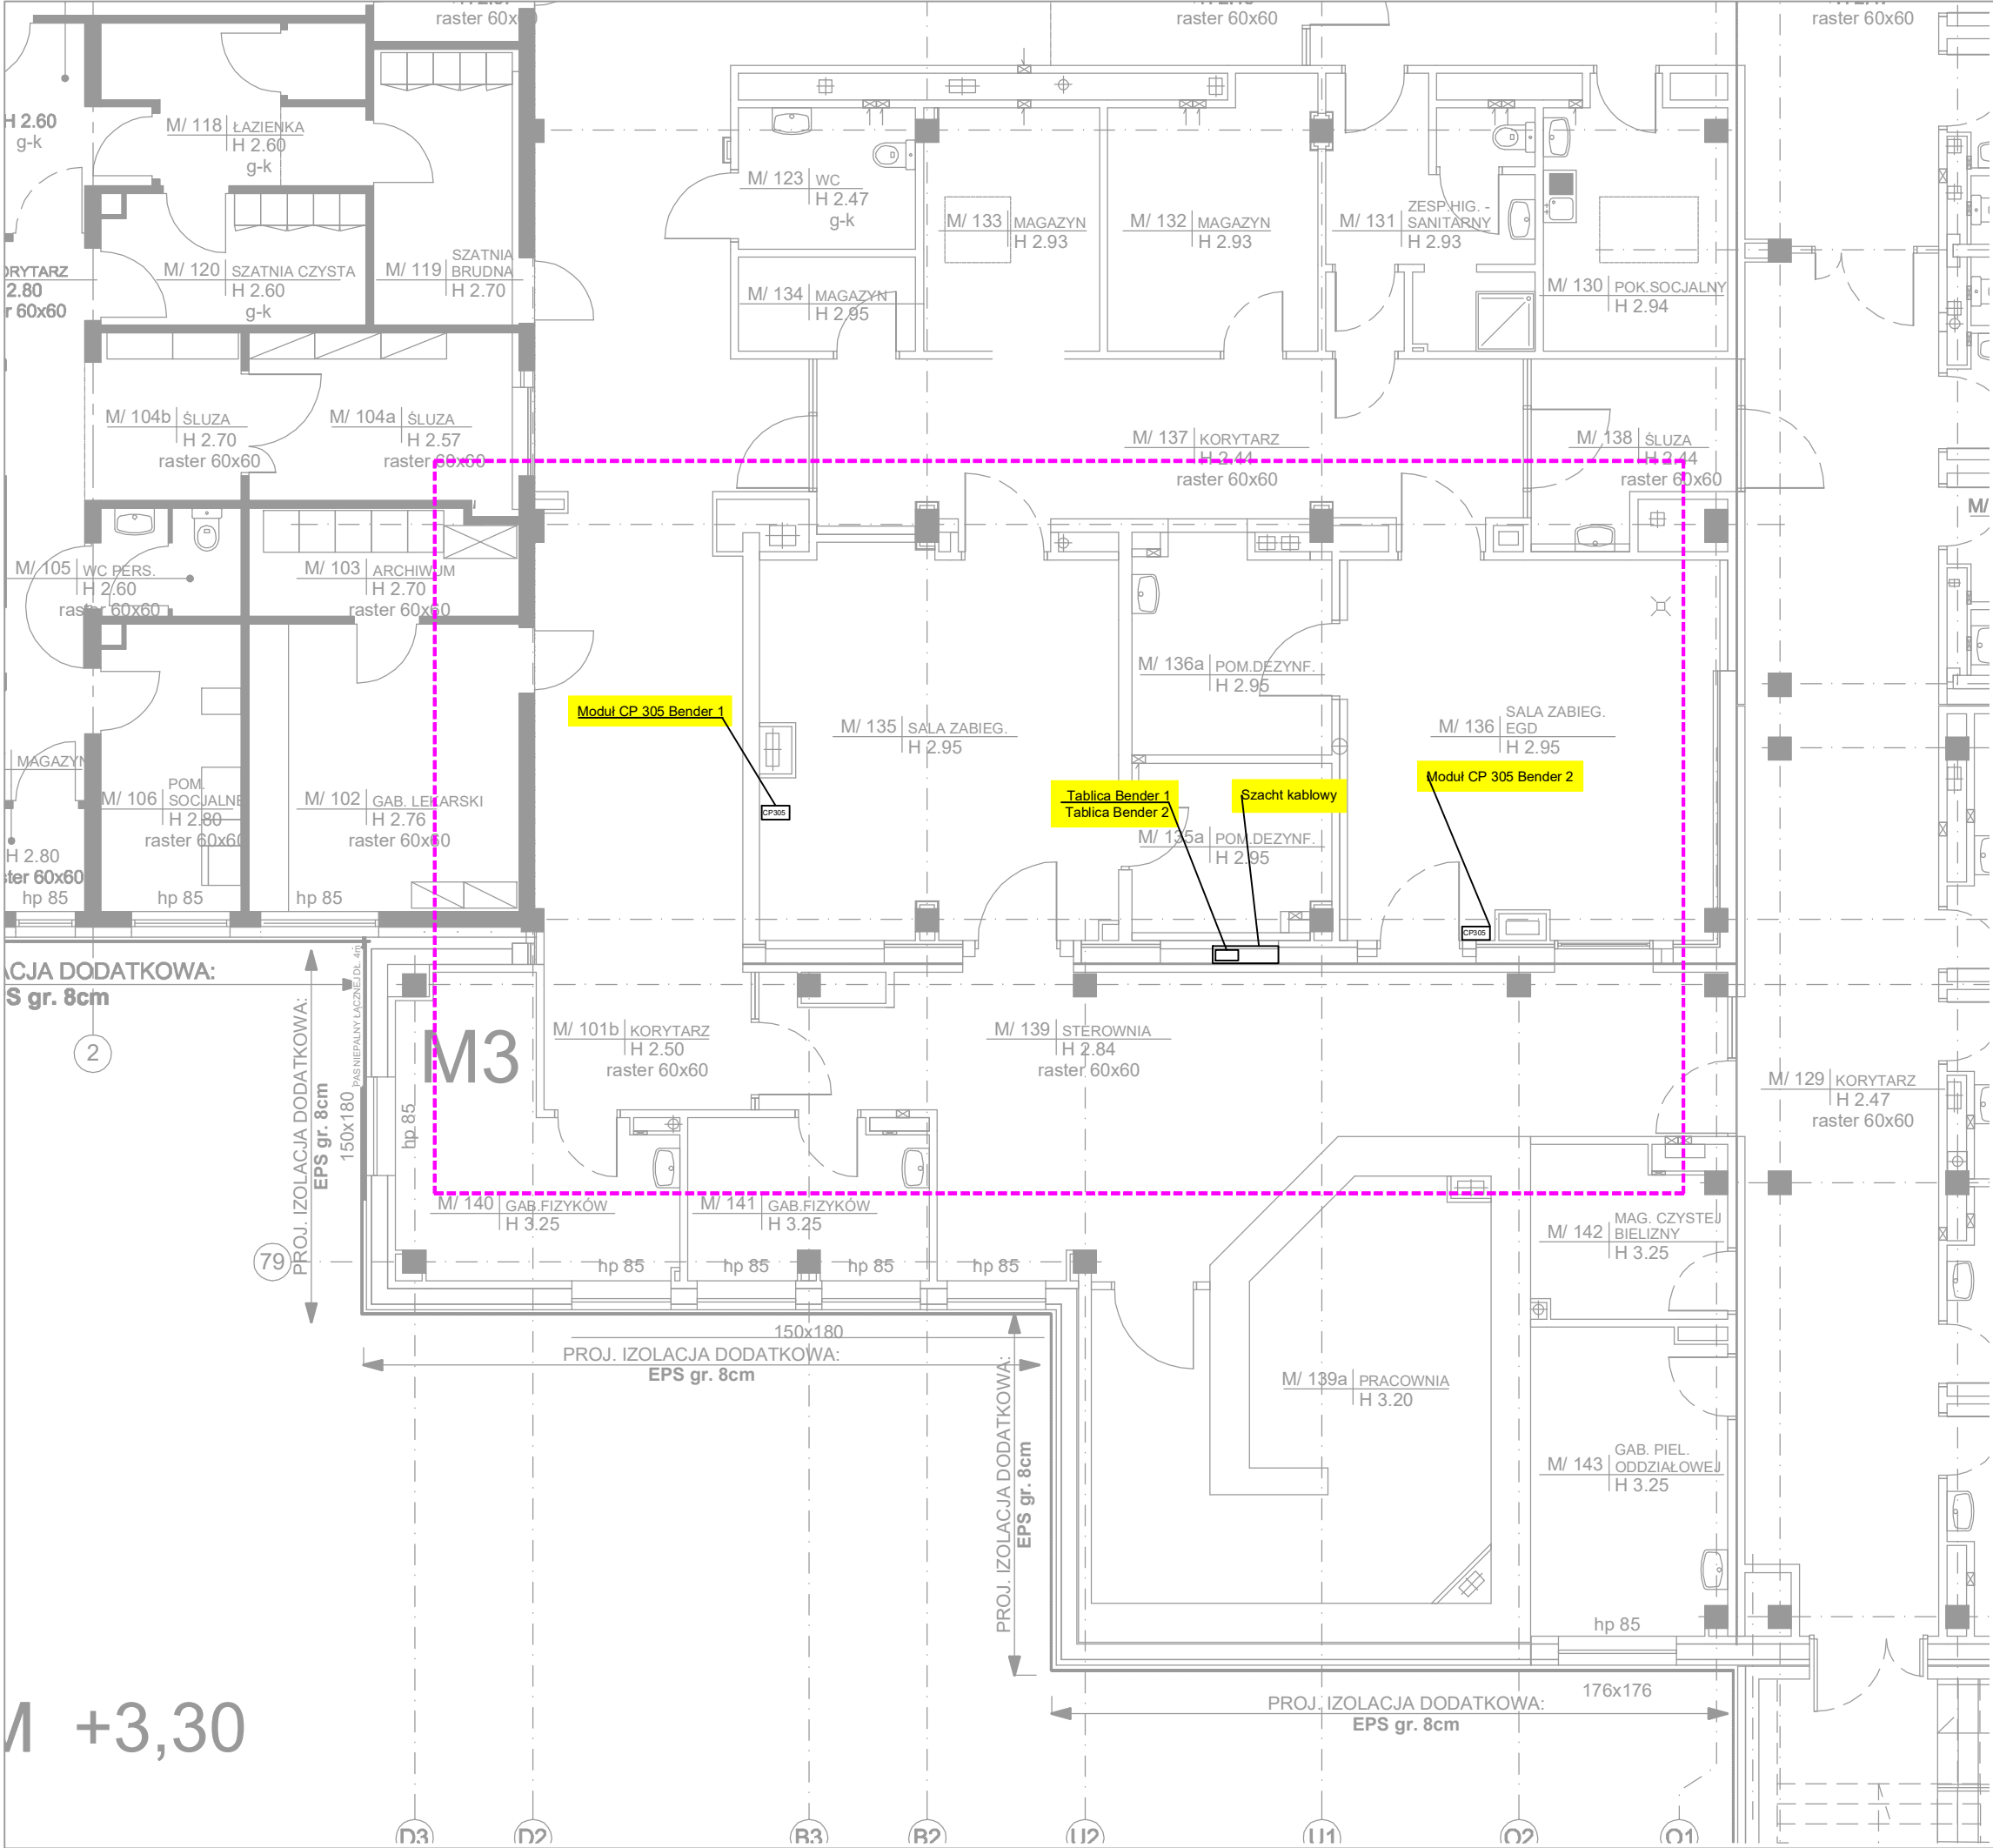 raster 60x60
raster 60x60
raster 60x60
H 2.60
g-k
M/ 118 ŁAZIENKA
H 2.60
g-k
M/ 120 SZATNIA CZYSTA
H 2.60
g-k
M/ 119 SZATNIA
BRUDNA
H 2.70
M/ 123 WC
H 2.47
g-k
M/ 133 MAGAZYN
H 2.93
M/ 132 MAGAZYN
H 2.93
M/ 131 ZESP.HIG. -
SANITARNY
H 2.93
M/ 130 POK.SOCJALNY
H 2.94
M/ 134 MAGAZYN
H 2.95
ORYTARZ
2.80
r 60x60
M/ 104b ŚLUZA
H 2.70
raster 60x60
M/ 104a ŚLUZA
H 2.57
raster 60x60
M/ 137 KORYTARZ
H 2.44
raster 60x60
M/ 138 ŚLUZA
H 2.44
raster 60x60
M/
M/ 105 WC PERS.
H 2.60
raster 60x60
M/ 103 ARCHIWUM
H 2.70
raster 60x60
M/ 136a POM.DEZYNF.
H 2.95
Moduł CP 305 Bender 1
M/ 135 SALA ZABIEG.
H 2.95
M/ 136 SALA ZABIEG.
EGD
H 2.95
MAGAZYN
M/ 106 POM.
SOCJALNE
H 2.80
raster 60x60
M/ 102 GAB. LEKARSKI
H 2.76
raster 60x60
CP305
Tablica Bender 1
Tablica Bender 2
Szacht kablowy
Moduł CP 305 Bender 2
M/ 135a POM.DEZYNF.
H 2.95
H 2.80
ster 60x60
hp 85
hp 85
hp 85
CP305
ACJA DODATKOWA:
S gr. 8cm
PROJ. IZOLACJA DODATKOWA:
EPS gr. 8cm
150x180
PAS NIEPALNY ŁĄCZNEJ DŁ. 4m
hp 85
2
M3
M/ 101b KORYTARZ
H 2.50
raster 60x60
M/ 139 STEROWNIA
H 2.84
raster 60x60
M/ 129 KORYTARZ
H 2.47
raster 60x60
M/ 140 GAB.FIZYKÓW
H 3.25
M/ 141 GAB.FIZYKÓW
H 3.25
M/ 142 MAG. CZYSTEJ
BIELIZNY
H 3.25
79
hp 85
hp 85
hp 85
hp 85
150x180
PROJ. IZOLACJA DODATKOWA:
EPS gr. 8cm
PROJ. IZOLACJA DODATKOWA:
EPS gr. 8cm
M/ 139a PRACOWNIA
H 3.20
M/ 143 GAB. PIEL.
ODDZIAŁOWEJ
H 3.25
hp 85
176x176
PROJ. IZOLACJA DODATKOWA:
EPS gr. 8cm
M +3,30
D3
D2
B3
B2
U2
U1